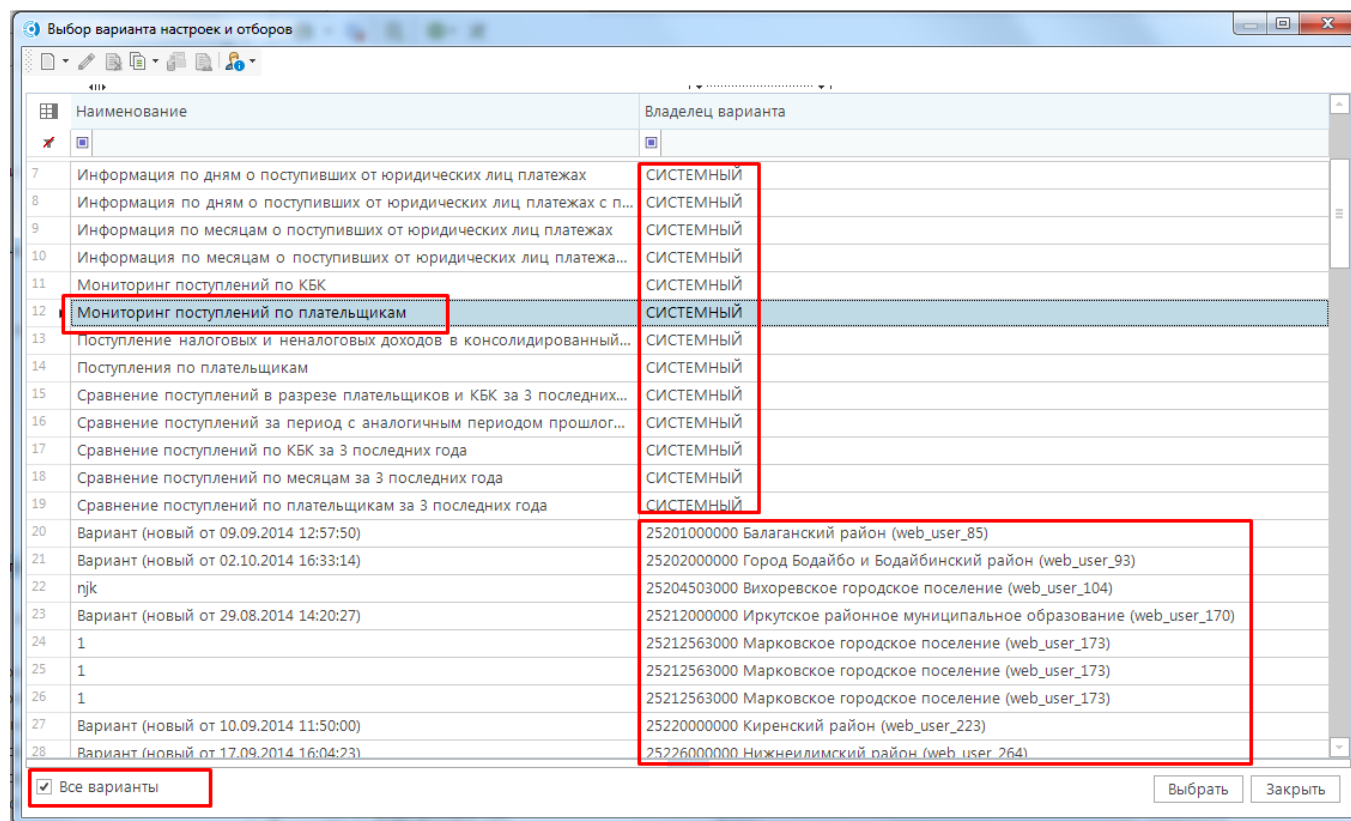 Выбор варианта настроек и отборов
Наименование Владелец варианта
7 Информация по дням о поступивших от юридических лиц платежах СИСТЕМНЫЙ
8 Информация по дням о поступивших от юридических лиц платежах с п... СИСТЕМНЫЙ
9 Информация по месяцам о поступивших от юридических лиц платежах СИСТЕМНЫЙ
10 Информация по месяцам о поступивших от юридических лиц платежа... СИСТЕМНЫЙ
11 Мониторинг поступлений по КБК СИСТЕМНЫЙ
12 Мониторинг поступлений по плательщикам СИСТЕМНЫЙ
13 Поступление налоговых и неналоговых доходов в консолидированный... СИСТЕМНЫЙ
14 Поступления по плательщикам СИСТЕМНЫЙ
15 Сравнение поступлений в разрезе плательщиков и КБК за 3 последних... СИСТЕМНЫЙ
16 Сравнение поступлений за период с аналогичным периодом прошлог... СИСТЕМНЫЙ
17 Сравнение поступлений по КБК за 3 последних года СИСТЕМНЫЙ
18 Сравнение поступлений по месяцам за 3 последних года СИСТЕМНЫЙ
19 Сравнение поступлений по плательщикам за 3 последних года СИСТЕМНЫЙ
20 Вариант (новый от 09.09.2014 12:57:50) 25201000000 Балаганский район (web_user_85)
21 Вариант (новый от 02.10.2014 16:33:14) 25202000000 Город Бодайбо и Бодайбинский район (web_user_93)
22 njk 25204503000 Вихоревское городское поселение (web_user_104)
23 Вариант (новый от 29.08.2014 14:20:27) 25212000000 Иркутское районное муниципальное образование (web_user_170)
24 1 25212563000 Марковское городское поселение (web_user_173)
25 1 25212563000 Марковское городское поселение (web_user_173)
26 1 25212563000 Марковское городское поселение (web_user_173)
27 Вариант (новый от 10.09.2014 11:50:00) 25220000000 Киренский район (web_user_223)
28 Вариант (новый от 17.09.2014 16:04:23) 25226000000 Нижнеилимский район (web_user_264)
Все варианты Выбрать Закрыть